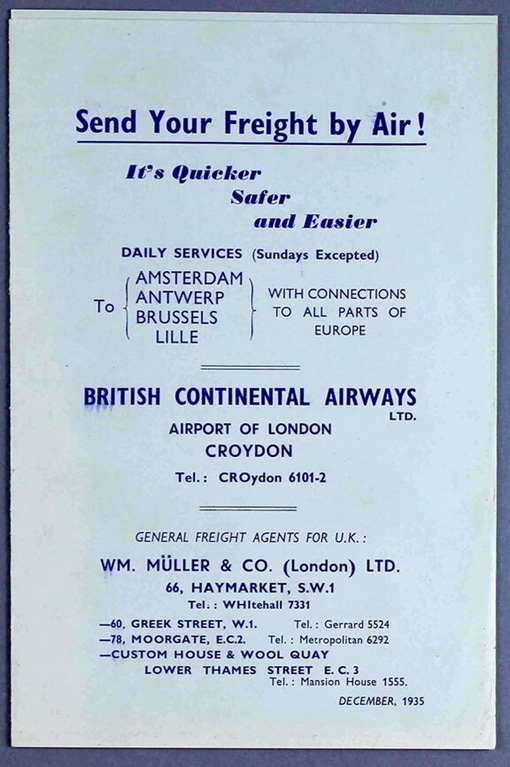 Send Your Freight by Air!
It's Quicker
Safer
and Easier
DAILY SERVICES (Sundays Excepted)
To
AMSTERDAM
ANTWERP
BRUSSELS
LILLE
WITH CONNECTIONS
TO ALL PARTS OF
EUROPE
BRITISH CONTINENTAL AIRWAYS
LTD.
AIRPORT OF LONDON
CROYDON
Tel.: CROydon 6101-2
GENERAL FREIGHT AGENTS FOR U.K.:
WM. MÜLLER & CO. (London) LTD.
66, HAYMARKET, S.W.1
Tel.: WHItehall 7331
—60, GREEK STREET, W.1. Tel.: Gerrard 5524
—78, MOORGATE, E.C.2. Tel.: Metropolitan 6292
—CUSTOM HOUSE & WOOL QUAY
LOWER THAMES STREET E.C.3
Tel.: Mansion House 1555.
DECEMBER, 1935